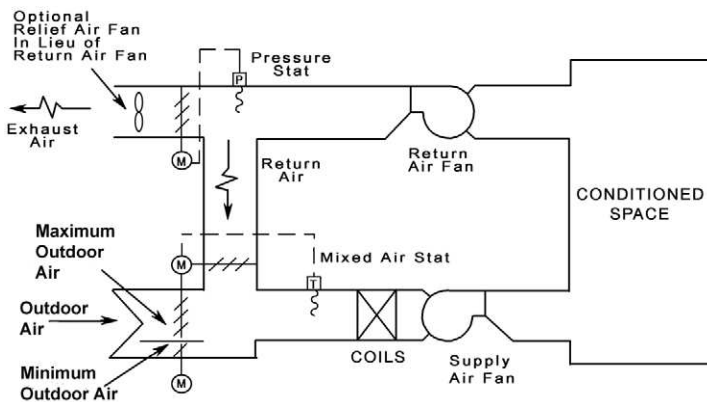 Optional
Relief Air Fan
In Lieu of
Return Air Fan
Pressure
Stat
P
Exhaust
Air
M
Return
Air
Return
Air Fan
CONDITIONED
SPACE
Maximum
Outdoor
Air
M
Mixed Air Stat
T
Outdoor
Air
COILS
Supply
Air Fan
Minimum
Outdoor Air
M